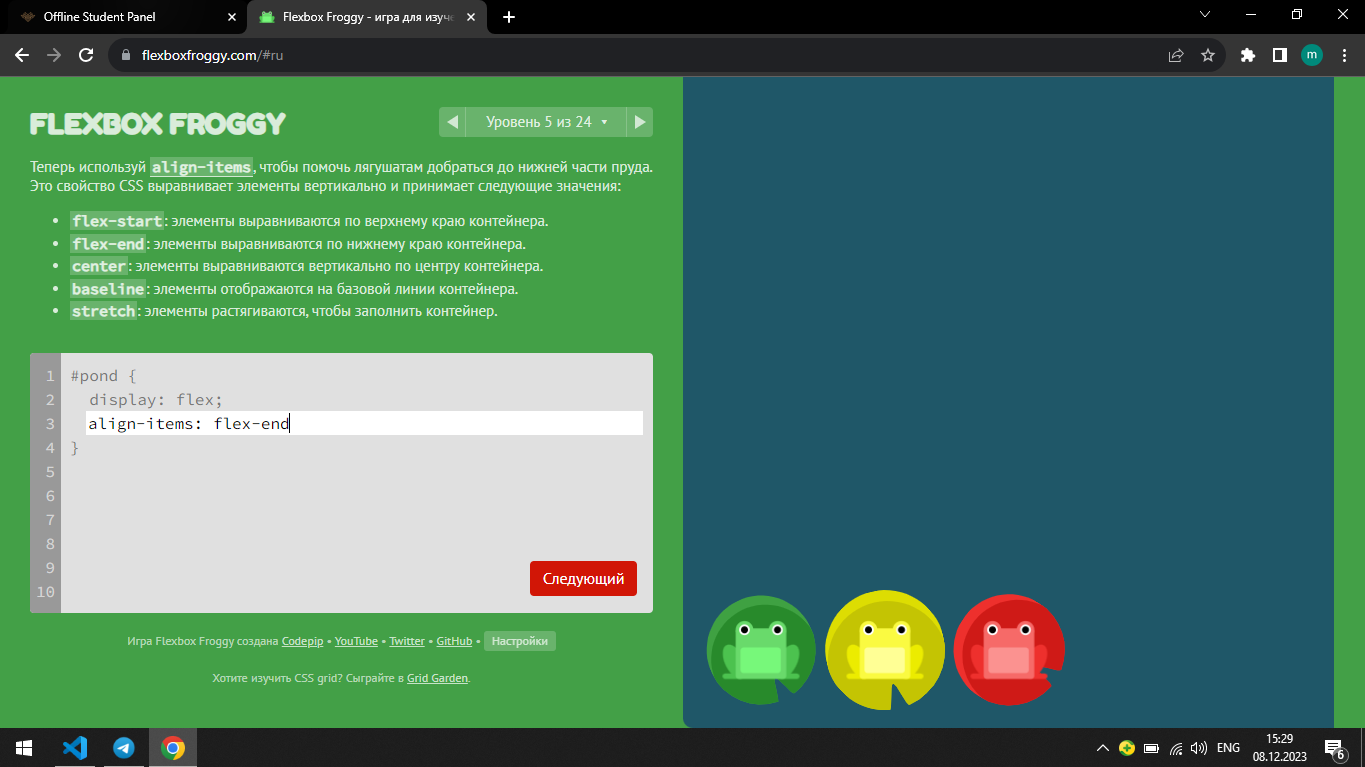 Offline Student Panel
Flexbox Froggy - игра для изуче
flexboxfroggy.com/#ru
m
FLEXBOX FROGGY
Уровень 5 из 24
Теперь используй align-items, чтобы помочь лягушатам добраться до нижней части пруда.
Это свойство CSS выравнивает элементы вертикально и принимает следующие значения:
flex-start: элементы выравниваются по верхнему краю контейнера.
flex-end: элементы выравниваются по нижнему краю контейнера.
center: элементы выравниваются вертикально по центру контейнера.
baseline: элементы отображаются на базовой линии контейнера.
stretch: элементы растягиваются, чтобы заполнить контейнер.
1 #pond {
2 display: flex;
3 align-items: flex-end
4 }
5
6
7
8
9
10
Следующий
Игра Flexbox Froggy создана Codepip • YouTube • Twitter • GitHub • Настройки
Хотите изучить CSS grid? Сыграйте в Grid Garden.
ENG
15:29
08.12.2023
6